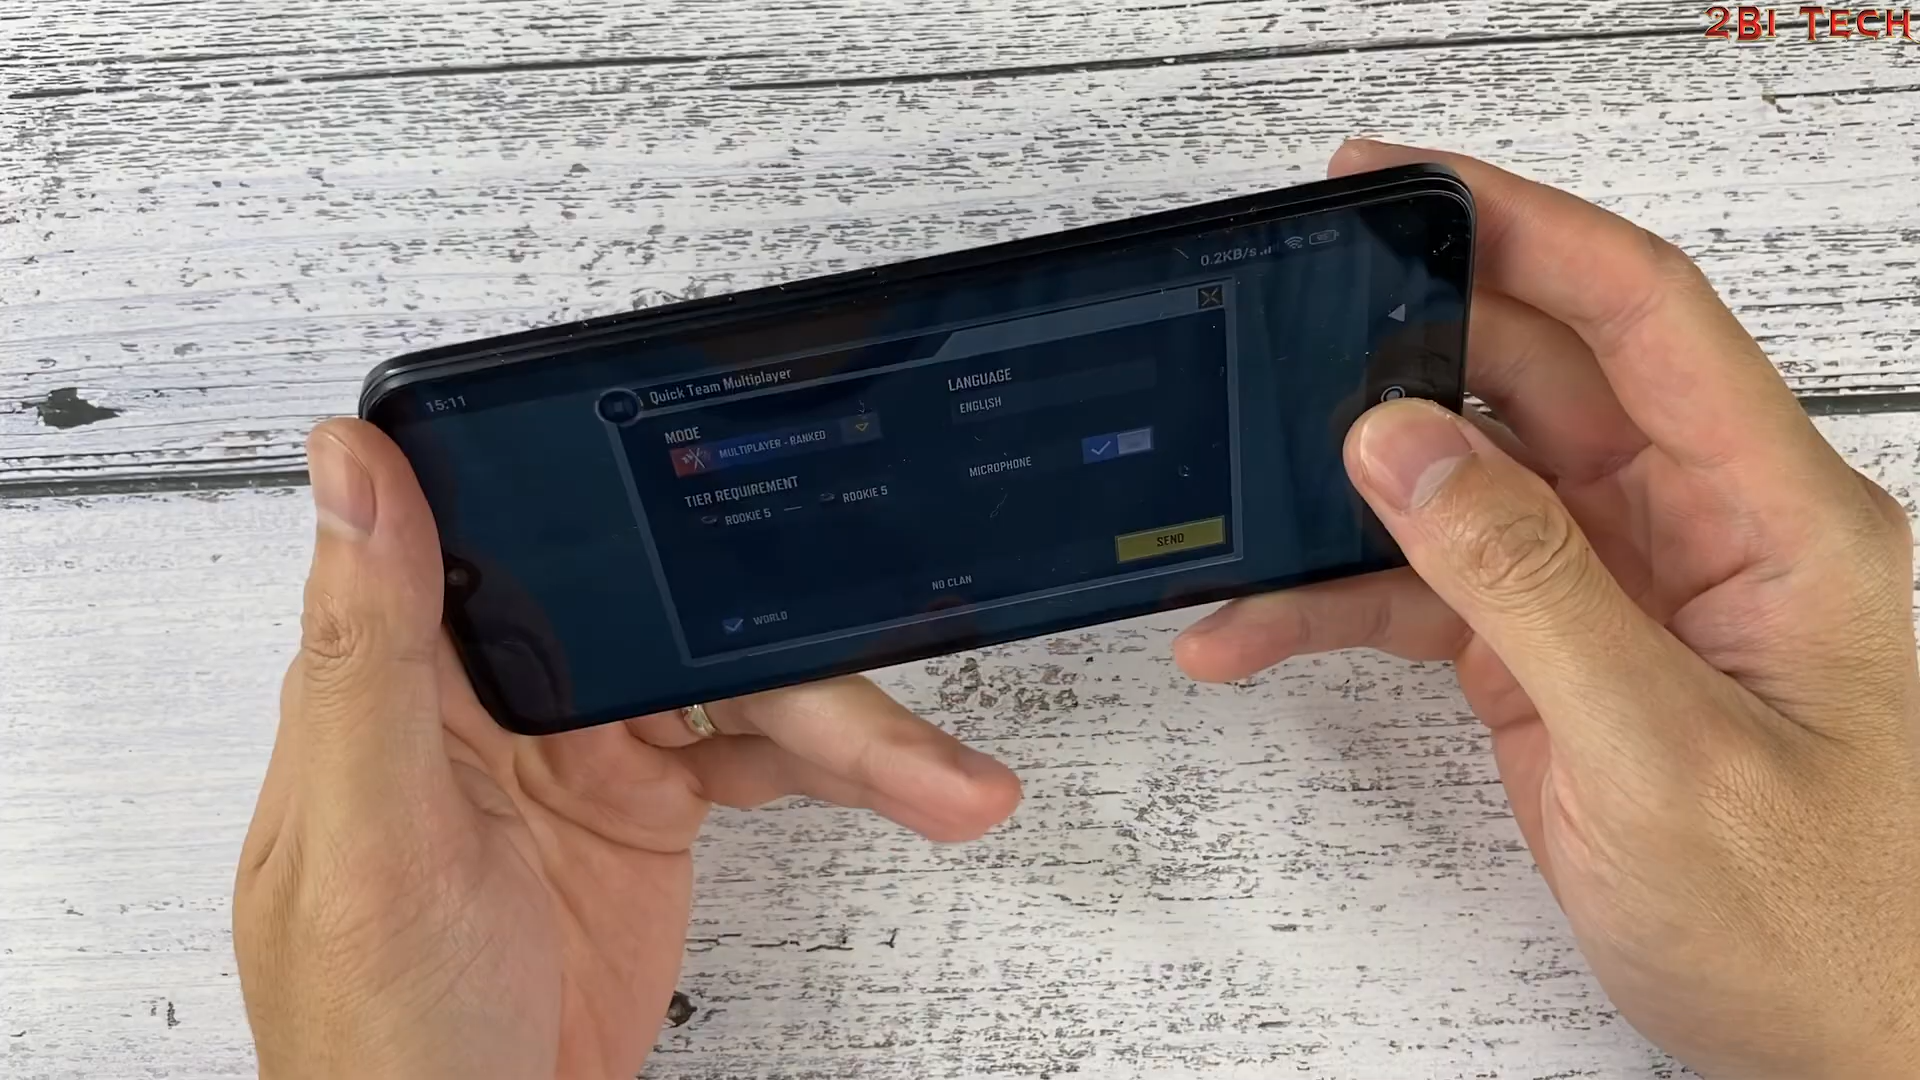 2Bi Tech
0.2KB/s
15:11
Quick Team Multiplayer
MODE
MULTIPLAYER - RANKED
TIER REQUIREMENT
ROOKIE 5 — ROOKIE 5
LANGUAGE
ENGLISH
MICROPHONE
SEND
NO CLAN
WORLD